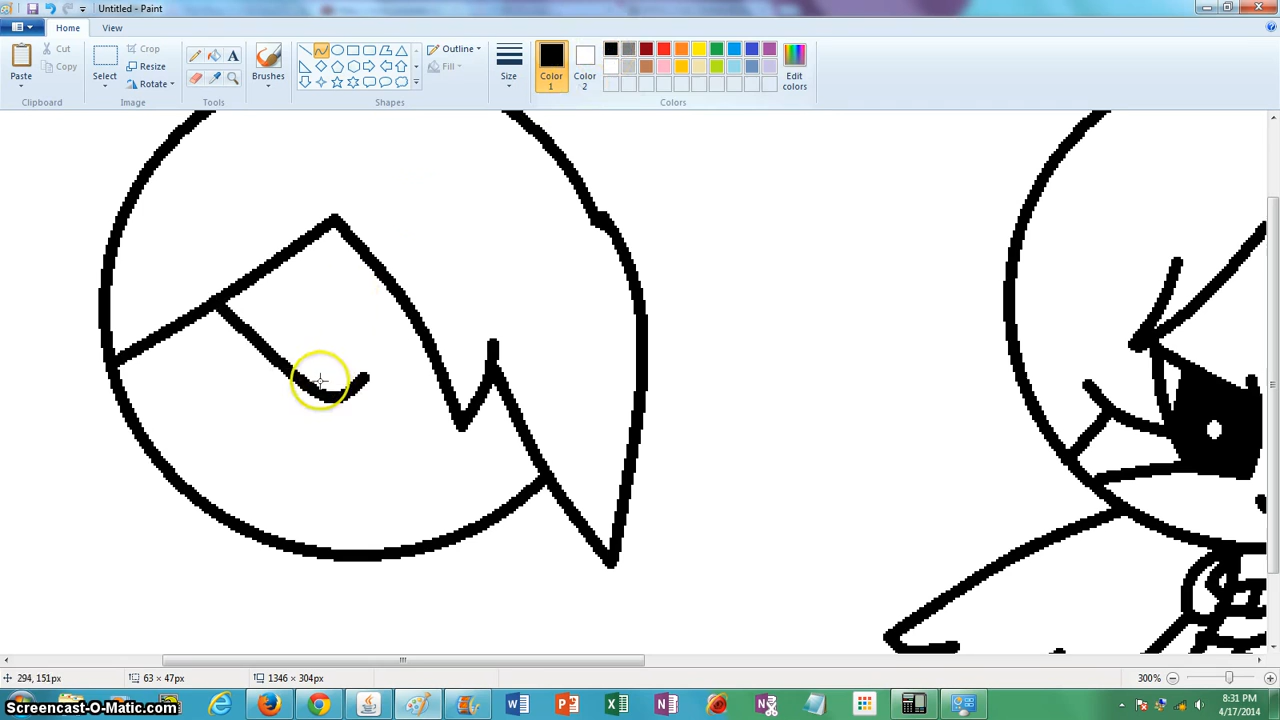 Untitled - Paint
Home View
Paste
Cut
Copy
Clipboard
Select
Crop
Resize
Rotate
Image
A
Tools
Brushes
Outline
Fill
Shapes
Size
Color 1
Color 2
Edit colors
Colors
294, 151px
63 × 47px
1346 × 304px
300%
Screencast-O-Matic.com
8:31 PM
4/17/2014